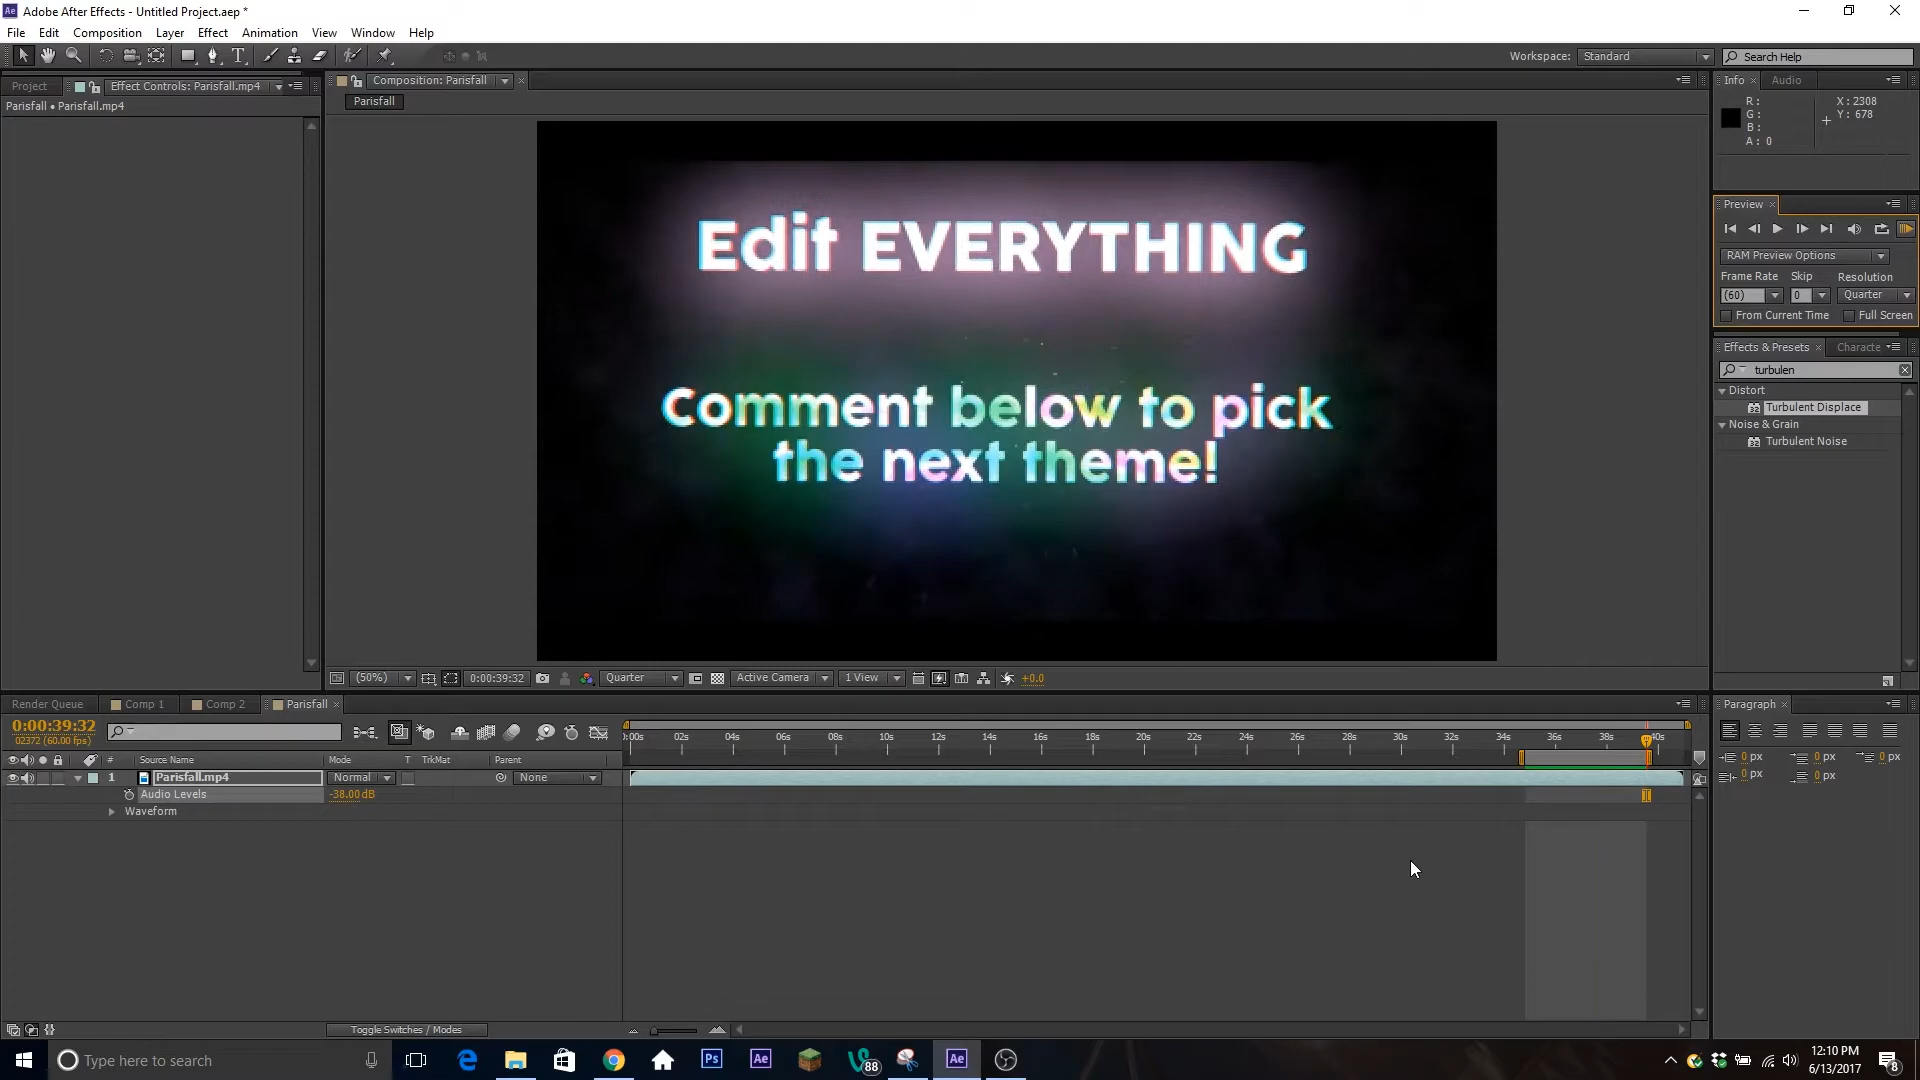 Adobe After Effects - Untitled Project.aep *
File Edit Composition Layer Effect Animation View Window Help
Workspace: Standard Search Help
Project Effect Controls: Parisfall.mp4
Parisfall • Parisfall.mp4
Composition: Parisfall
Parisfall
Edit EVERYTHING
Comment below to pick
the next theme!
(50%) 0:00:39:32 Quarter Active Camera 1 View +0.0
Info Audio
R: X: 2308
G: Y: 678
B:
A: 0
Preview
RAM Preview Options
Frame Rate Skip Resolution
(60) 0 Quarter
From Current Time Full Screen
Effects & Presets Characte
turbulen
Distort
Turbulent Displace
Noise & Grain
Turbulent Noise
Render Queue Comp 1 Comp 2 Parisfall
0:00:39:32
02372 (60.00 fps)
:00s 02s 04s 06s 08s 10s 12s 14s 16s 18s 20s 22s 24s 26s 28s 30s 32s 34s 36s 38s 40s
# Source Name Mode T TrkMat Parent
1 Parisfall.mp4 Normal None
Audio Levels -38.00dB
Waveform
Toggle Switches / Modes
Paragraph
0 px 0 px 0 px
0 px 0 px
Type here to search
Ps Ae 88 Ae
12:10 PM
6/13/2017
8